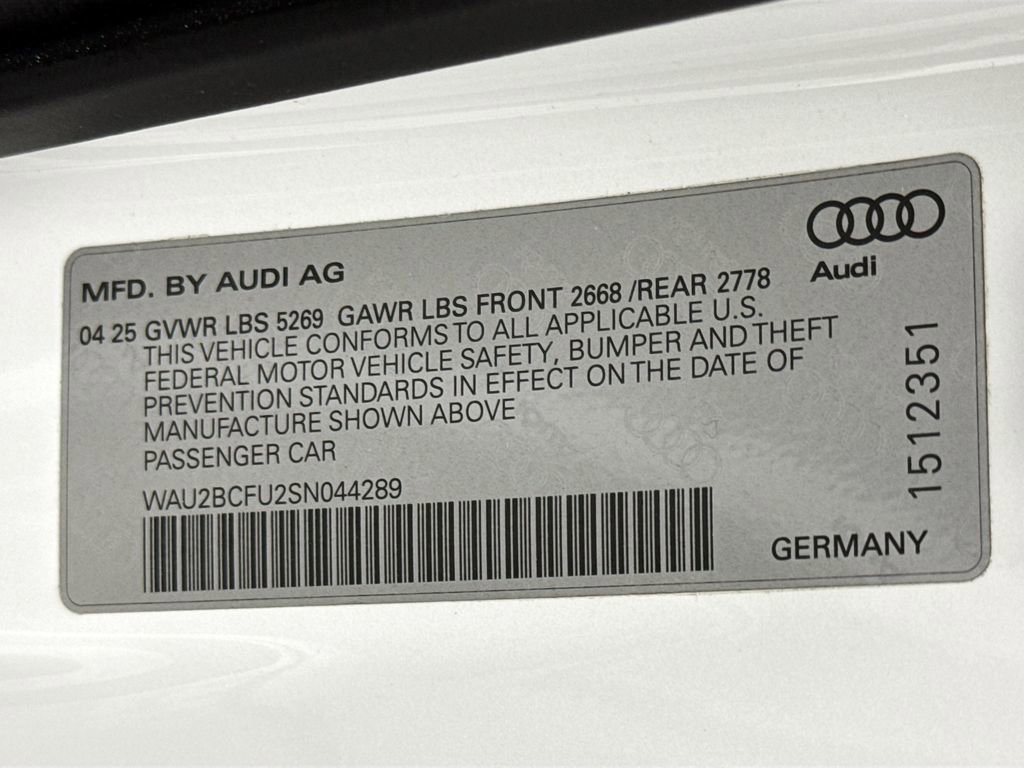 Audi
MFD. BY AUDI AG
04 25 GVWR LBS 5269 GAWR LBS FRONT 2668 /REAR 2778
THIS VEHICLE CONFORMS TO ALL APPLICABLE U.S.
FEDERAL MOTOR VEHICLE SAFETY, BUMPER AND THEFT
PREVENTION STANDARDS IN EFFECT ON THE DATE OF
MANUFACTURE SHOWN ABOVE
PASSENGER CAR
WAU2BCFU2SN044289
1512351
GERMANY